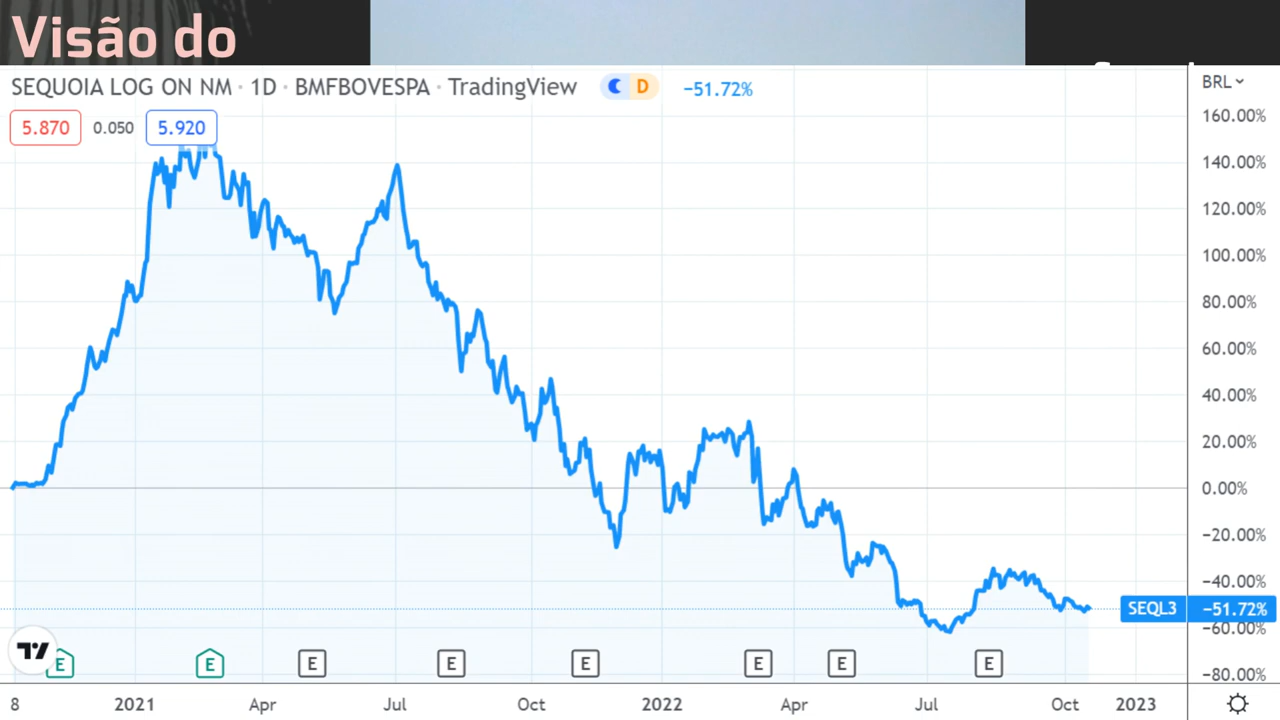 Visão do
SEQUOIA LOG ON NM · 1D · BMFBOVESPA · TradingView D −51.72%
BRL
5.870 0.050 5.920
160.00%
140.00%
120.00%
100.00%
80.00%
60.00%
40.00%
20.00%
0.00%
−20.00%
−40.00%
SEQL3 −51.72%
−60.00%
−80.00%
E E E E E E E E
8 2021 Apr Jul Oct 2022 Apr Jul Oct 2023